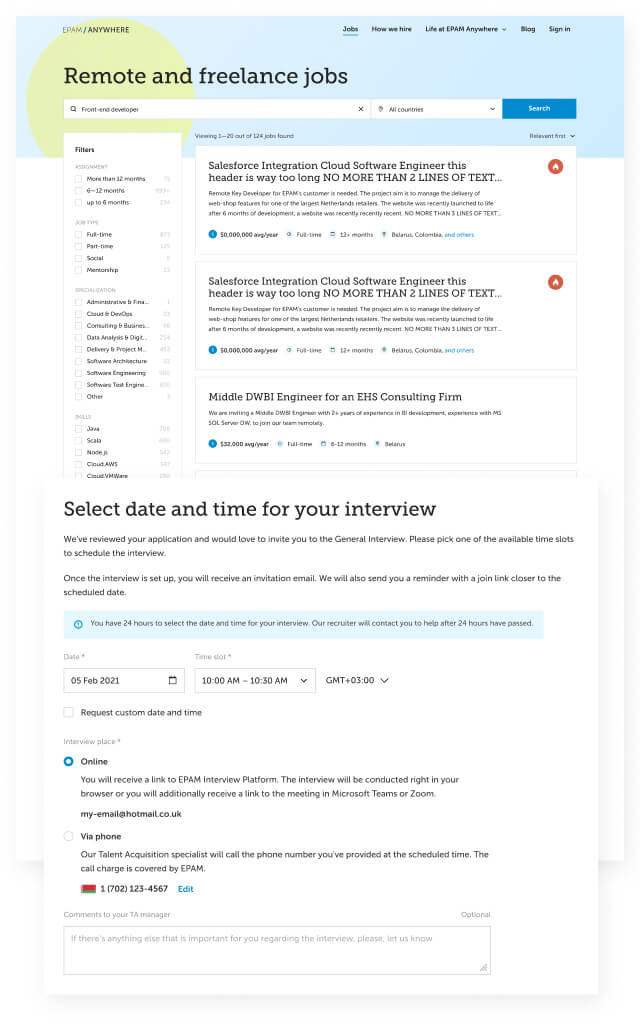 EPAM/ANYWHERE
Jobs
How we hire
Life at EPAM Anywhere
Blog
Sign in
Remote and freelance jobs
Front-end developer
All countries
Search
Filters
ASSIGNMENT
More than 12 months 75
6—12 months 999+
up to 6 months 234
JOB TYPE
Full-time 873
Part-time 125
Social
Mentorship 23
SPECIALIZATION
Administrative & Fina... 1
Cloud & DevOps
Consulting & Busines...
Data Analysis & Digit... 234
Delivery & Project M... 453
Software Architecture
Software Engineering
Software Test Engine...
Other
SKILLS
Java
Scala
Node.js
Cloud.AWS
Cloud.VMWare
Viewing 1—20 out of 124 jobs found
Relevant first
Salesforce Integration Cloud Software Engineer this
header is way too long NO MORE THAN 2 LINES OF TEXT...
Remote Key Developer for EPAM's customer is needed. The project aim is to manage the delivery of
web-shop features for one of the largest Netherlands retailers. The website was recently launched to life
after 6 months of development, a website was recently recently recent. NO MORE THAN 3 LINES OF TEXT...
$0,000,000 avg/year Full-time 12+ months Belarus, Colombia, and others
Salesforce Integration Cloud Software Engineer this
header is way too long NO MORE THAN 2 LINES OF TEXT...
Remote Key Developer for EPAM's customer is needed. The project aim is to manage the delivery of
web-shop features for one of the largest Netherlands retailers. The website was recently launched to life
after 6 months of development, a website was recently recently recent. NO MORE THAN 3 LINES OF TEXT...
$0,000,000 avg/year Full-time 12+ months Belarus, Colombia, and others
Middle DWBI Engineer for an EHS Consulting Firm
We are inviting a Middle DWBI Engineer with 2+ years of experience in BI development, experience with MS
SQL Server DW, to join our team remotely.
$32,000 avg/year Full-time 6-12 months Belarus
Select date and time for your interview
We've reviewed your application and would love to invite you to the General Interview. Please pick one of the available time slots
to schedule the interview.
Once the interview is set up, you will receive an invitation email. We will also send you a reminder with a join link closer to the
scheduled date.
You have 24 hours to select the date and time for your interview. Our recruiter will contact you to help after 24 hours have passed.
Date *
Time slot *
05 Feb 2021
10:00 AM – 10:30 AM
GMT+03:00
Request custom date and time
Interview place *
Online
You will receive a link to EPAM Interview Platform. The interview will be conducted right in your
browser or you will additionally receive a link to the meeting in Microsoft Teams or Zoom.
my-email@hotmail.co.uk
Via phone
Our Talent Acquisition specialist will call the phone number you've provided at the scheduled time. The
call charge is covered by EPAM.
1 (702) 123-4567 Edit
Comments to your TA manager
Optional
If there's anything else that is important for you regarding the interview, please, let us know